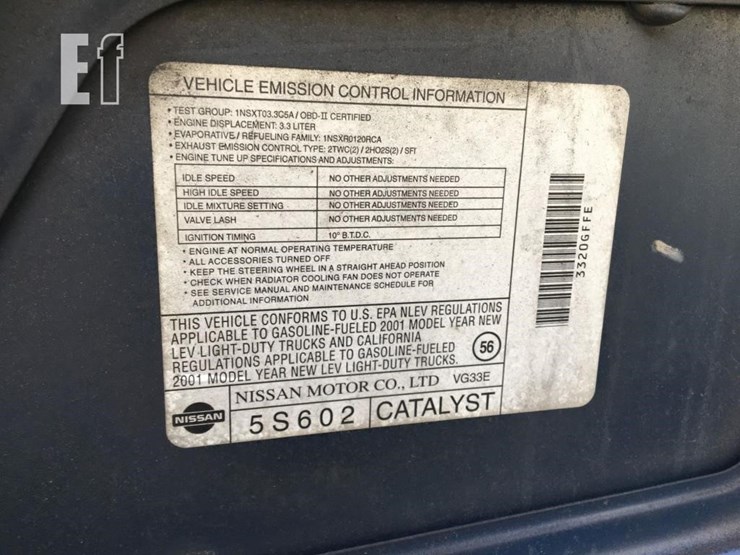 Ef
VEHICLE EMISSION CONTROL INFORMATION
• TEST GROUP: 1NSXT03.3C5A / OBD-II CERTIFIED
• ENGINE DISPLACEMENT: 3.3 LITER
• EVAPORATIVE / REFUELING FAMILY: 1NSXR0120RCA
• EXHAUST EMISSION CONTROL TYPE: 2TWC(2) / 2HO2S(2) / SFI
• ENGINE TUNE UP SPECIFICATIONS:
IDLE SPEED NO OTHER ADJUSTMENTS NEEDED
HIGH IDLE SPEED NO OTHER ADJUSTMENTS NEEDED
IDLE MIXTURE SETTING NO OTHER ADJUSTMENTS NEEDED
VALVE LASH NO OTHER ADJUSTMENTS NEEDED
IGNITION TIMING 10° B.T.D.C.
• ENGINE AT NORMAL OPERATING TEMPERATURE
• ALL ACCESSORIES TURNED OFF
• KEEP THE STEERING WHEEL IN A STRAIGHT AHEAD POSITION
• CHECK WHEN RADIATOR COOLING FAN DOES NOT OPERATE
• SEE SERVICE MANUAL AND MAINTENANCE SCHEDULE FOR
ADDITIONAL INFORMATION
THIS VEHICLE CONFORMS TO U.S. EPA NLEV REGULATIONS
APPLICABLE TO GASOLINE-FUELED 2001 MODEL YEAR NEW
LEV LIGHT-DUTY TRUCKS AND CALIFORNIA
REGULATIONS APPLICABLE TO GASOLINE-FUELED
2001 MODEL YEAR NEW LEV LIGHT-DUTY TRUCKS.
56
NISSAN
NISSAN MOTOR CO., LTD VG33E
5S602 CATALYST
3320GFFE